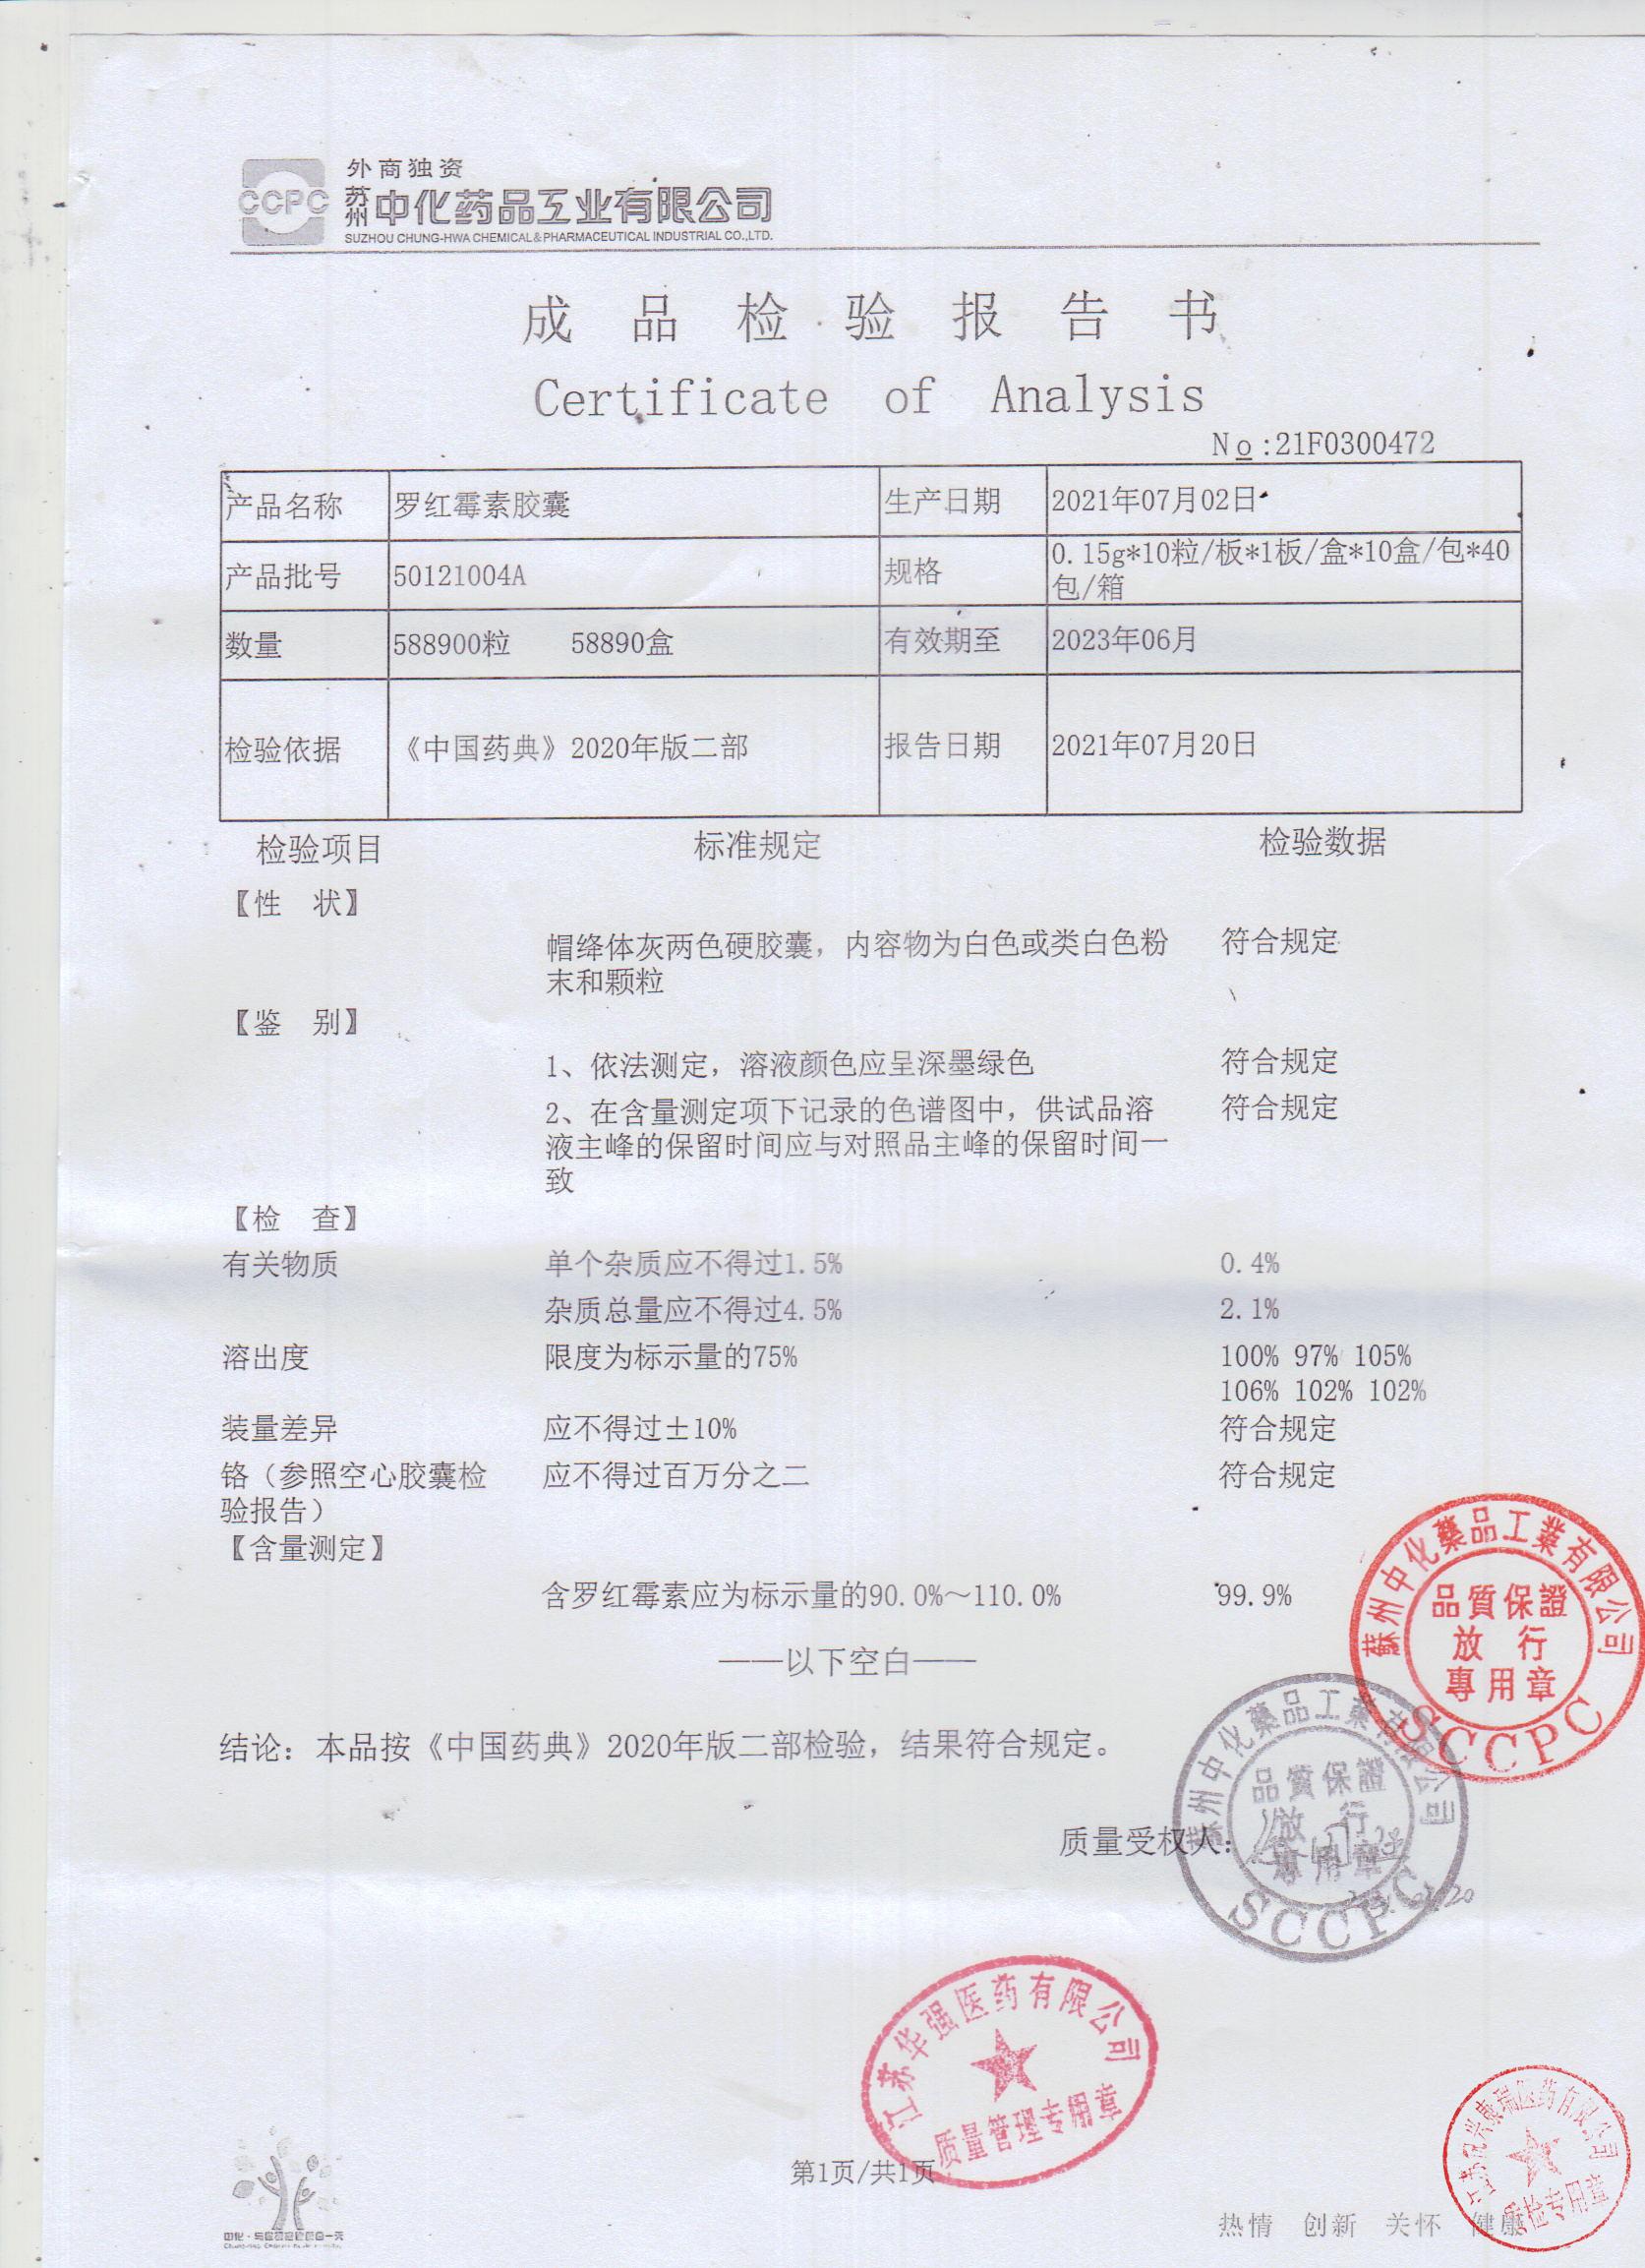 外商独资
CCPC
苏州中化药品工业有限公司
SUZHOU CHUNG-HWA CHEMICAL&PHARMACEUTICAL INDUSTRIAL CO.,LTD.
成品检验报告书
Certificate of Analysis
No:21F0300472
产品名称 罗红霉素胶囊 生产日期 2021年07月02日
产品批号 50121004A 规格 0.15g*10粒/板*1板/盒*10盒/包*40
包/箱
数量 588900粒 58890盒 有效期至 2023年06月
检验依据 《中国药典》2020年版二部 报告日期 2021年07月20日
检验项目 标准规定 检验数据
【性 状】
帽绛体灰两色硬胶囊，内容物为白色或类白色粉 符合规定
末和颗粒
【鉴 别】
1、依法测定，溶液颜色应呈深墨绿色 符合规定
2、在含量测定项下记录的色谱图中，供试品溶 符合规定
液主峰的保留时间应与对照品主峰的保留时间一
致
【检 查】
有关物质 单个杂质应不得过1.5% 0.4%
杂质总量应不得过4.5% 2.1%
溶出度 限度为标示量的75% 100% 97% 105%
106% 102% 102%
装量差异 应不得过±10% 符合规定
铬（参照空心胶囊检 应不得过百万分之二 符合规定
验报告）
【含量测定】
含罗红霉素应为标示量的90.0%～110.0% 99.9%
——以下空白——
蘇州中化藥品工業有限公司
品質保證
放行
專用章
SCCPC
结论：本品按《中国药典》2020年版二部检验，结果符合规定。
蘇州中化藥品工業有限公司
品質保證
放行
專用章
SCCPC
质量受权人：
江苏华强医药有限公司
质量管理专用章
第1页/共1页
热情 创新 关怀 健康